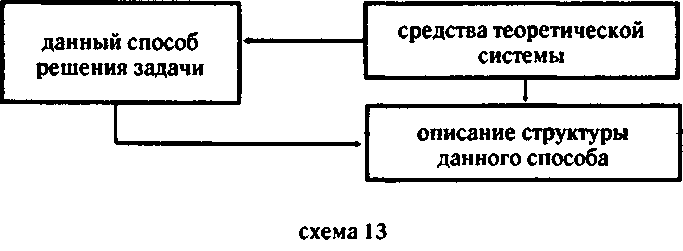 данный способ
решения задачи
средства теоретической
системы
описание структуры
данного способа
схема 13